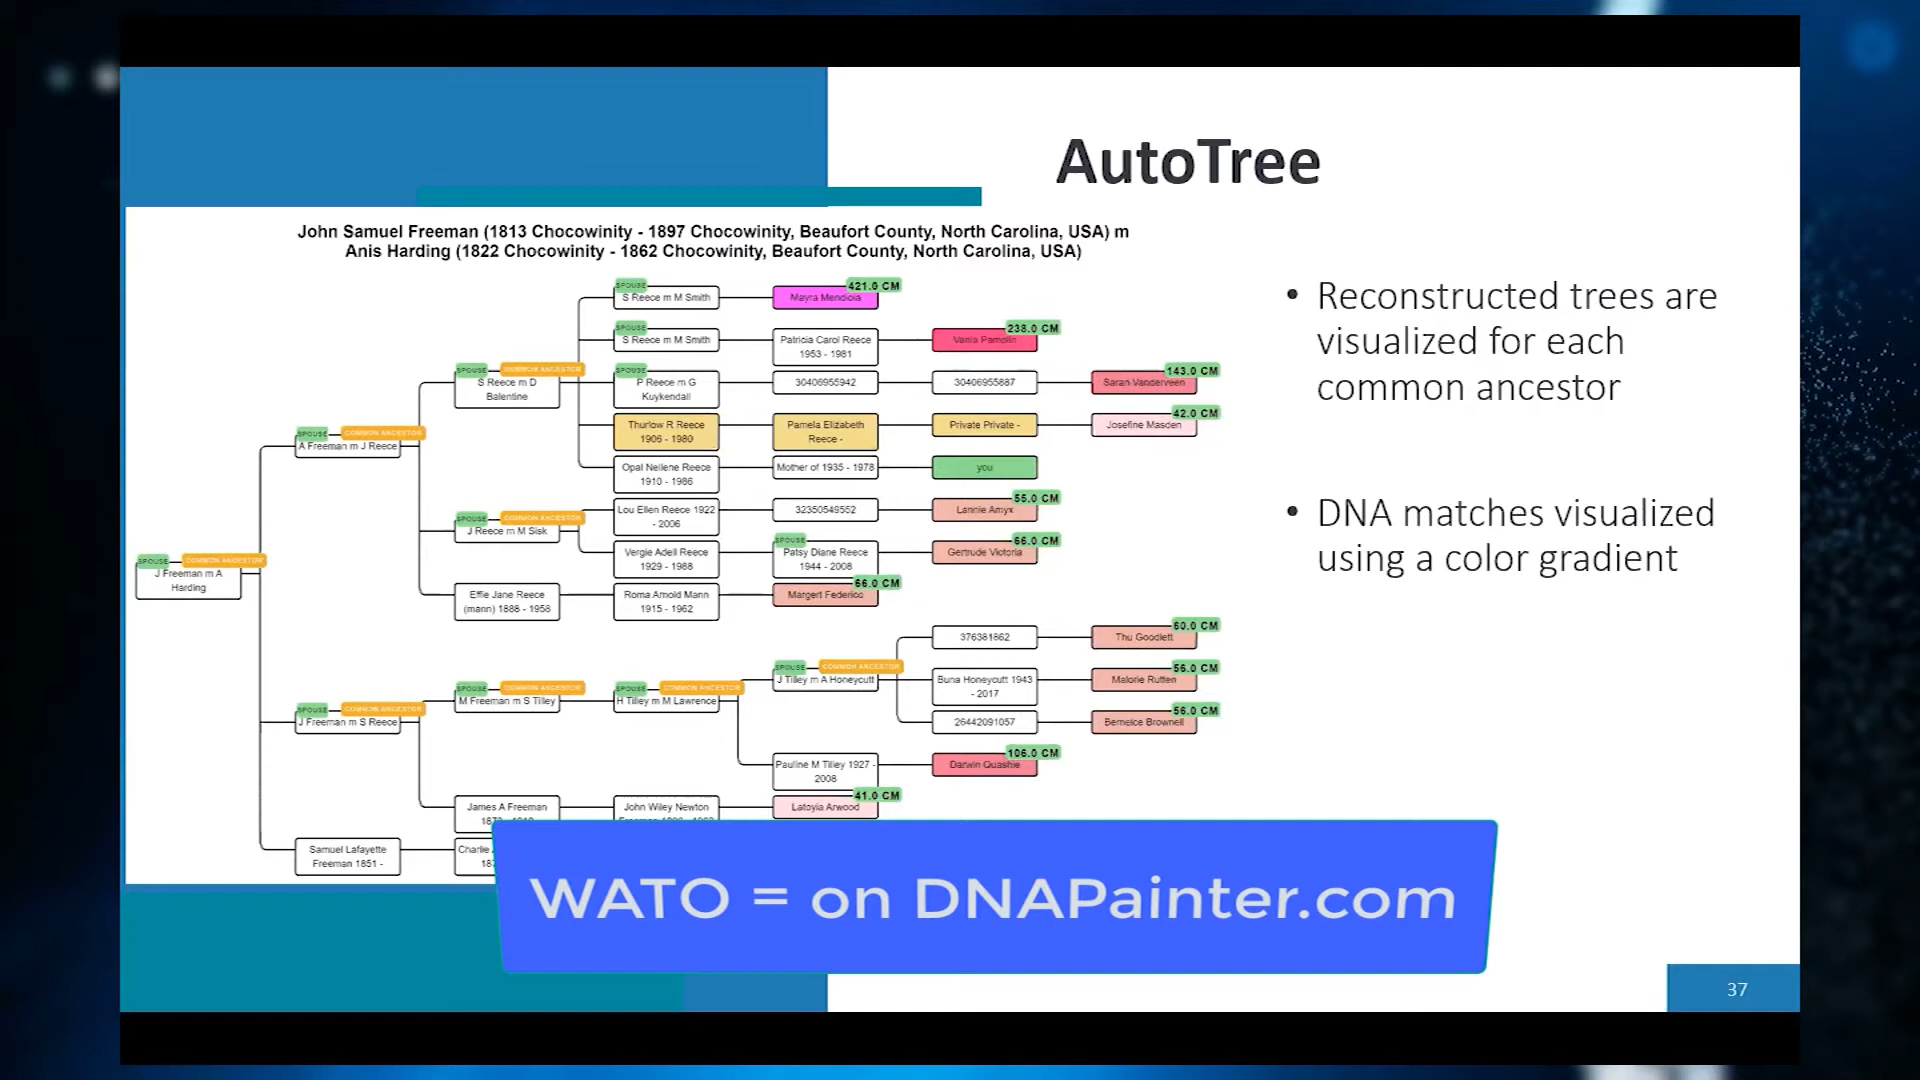 AutoTree
John Samuel Freeman (1813 Chocowinity - 1897 Chocowinity, Beaufort County, North Carolina, USA) m
Anis Harding (1822 Chocowinity - 1862 Chocowinity, Beaufort County, North Carolina, USA)
SPOUSE
S Reece m M Smith
421.0 CM
Mayra Mendiola
SPOUSE
S Reece m M Smith
Patricia Carol Reece
1953 - 1981
238.0 CM
Vania Pamplin
SPOUSE COMMON ANCESTOR
S Reece m D
Balentine
SPOUSE
P Reece m G
Kuykendall
30406955942
30406955887
143.0 CM
Saran Vanderveen
Thurlow R Reece
1906 - 1980
Pamela Elizabeth
Reece -
Private Private -
42.0 CM
Josefine Masden
SPOUSE COMMON ANCESTOR
A Freeman m J Reece
Opal Nellene Reece
1910 - 1986
Mother of 1935 - 1978
you
SPOUSE COMMON ANCESTOR
J Reece m M Sisk
Lou Ellen Reece 1922
- 2006
32350549552
55.0 CM
Lannie Amyx
Vergie Adell Reece
1929 - 1988
SPOUSE
Patsy Diane Reece
1944 - 2008
66.0 CM
Gertrude Victoria
SPOUSE COMMON ANCESTOR
J Freeman m A
Harding
Effie Jane Reece
(mann) 1888 - 1958
Roma Arnold Mann
1915 - 1962
66.0 CM
Margert Federico
376381862
60.0 CM
Thu Goodlett
SPOUSE COMMON ANCESTOR
J Freeman m S Reece
SPOUSE COMMON ANCESTOR
M Freeman m S Tilley
SPOUSE COMMON ANCESTOR
H Tilley m M Lawrence
SPOUSE COMMON ANCESTOR
J Tilley m A Honeycutt
Buna Honeycutt 1943
- 2017
56.0 CM
Malorie Rutten
26442091057
56.0 CM
Berneice Brownell
Pauline M Tilley 1927 -
2008
106.0 CM
Darwin Quashie
James A Freeman
John Wiley Newton
41.0 CM
Latoyia Arwood
Samuel Lafayette
Freeman 1851 -
Charlie
• Reconstructed trees are
visualized for each
common ancestor
• DNA matches visualized
using a color gradient
WATO = on DNAPainter.com
37